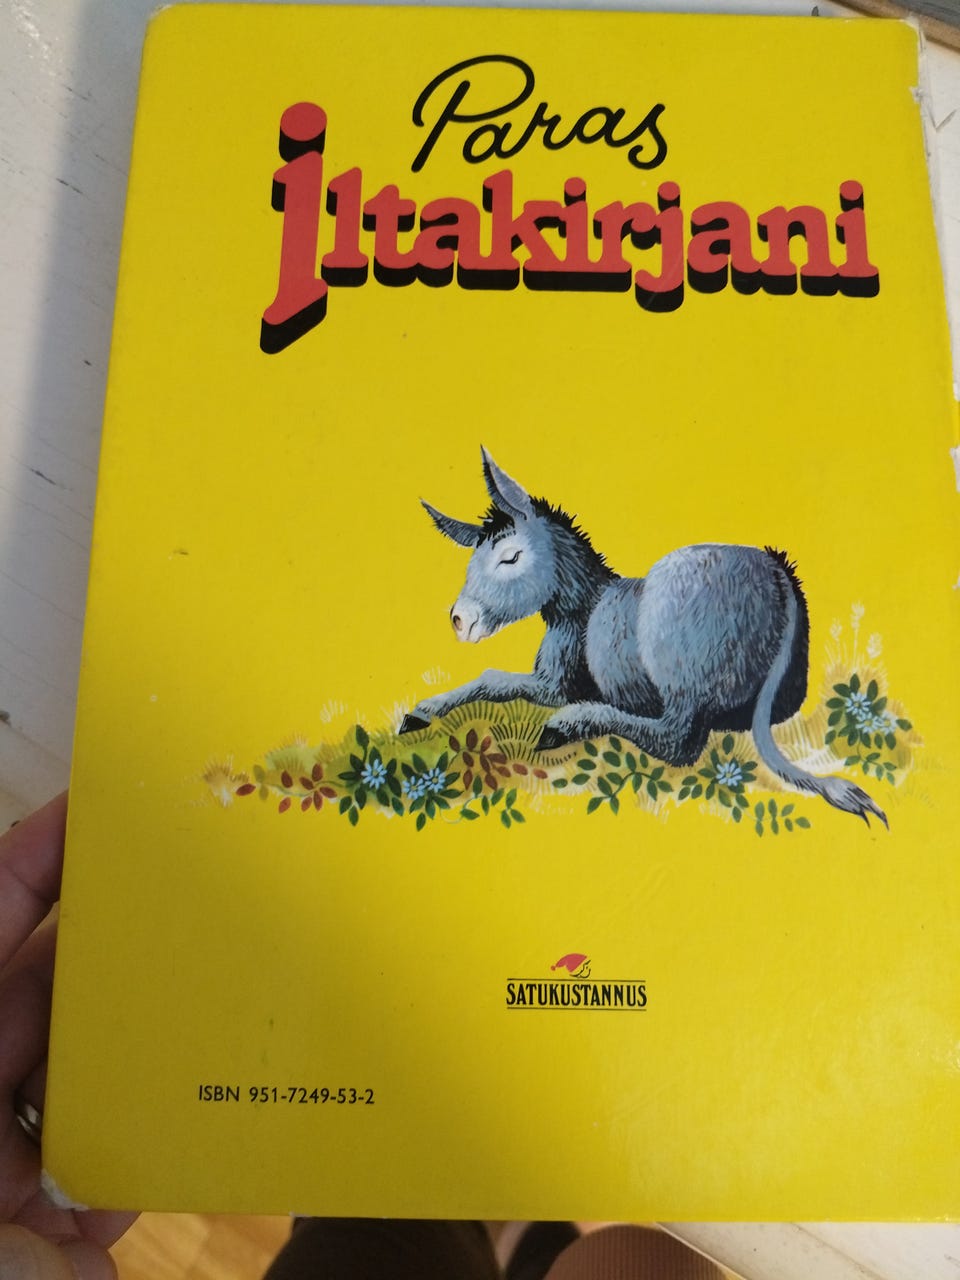 Paras
Iltakirjani
SATUKUSTANNUS
ISBN 951-7249-53-2